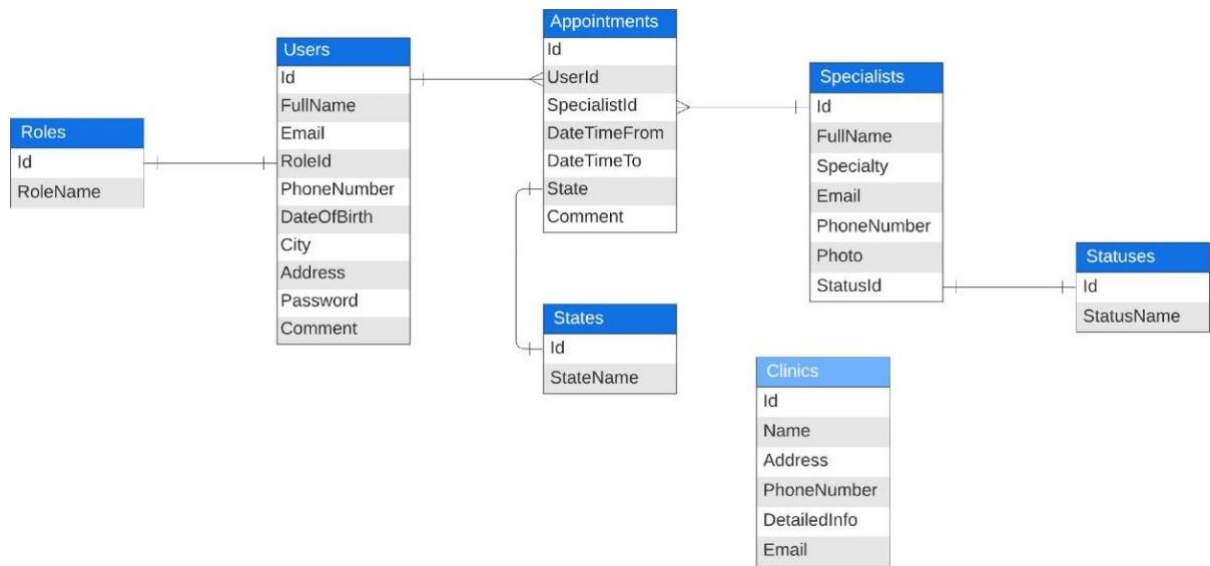 Roles
Id
RoleName
Users
Id
FullName
Email
RoleId
PhoneNumber
DateOfBirth
City
Address
Password
Comment
Appointments
Id
UserId
SpecialistId
DateTimeFrom
DateTimeTo
State
Comment
States
Id
StateName
Specialists
Id
FullName
Specialty
Email
PhoneNumber
Photo
StatusId
Statuses
Id
StatusName
Clinics
Id
Name
Address
PhoneNumber
DetailedInfo
Email